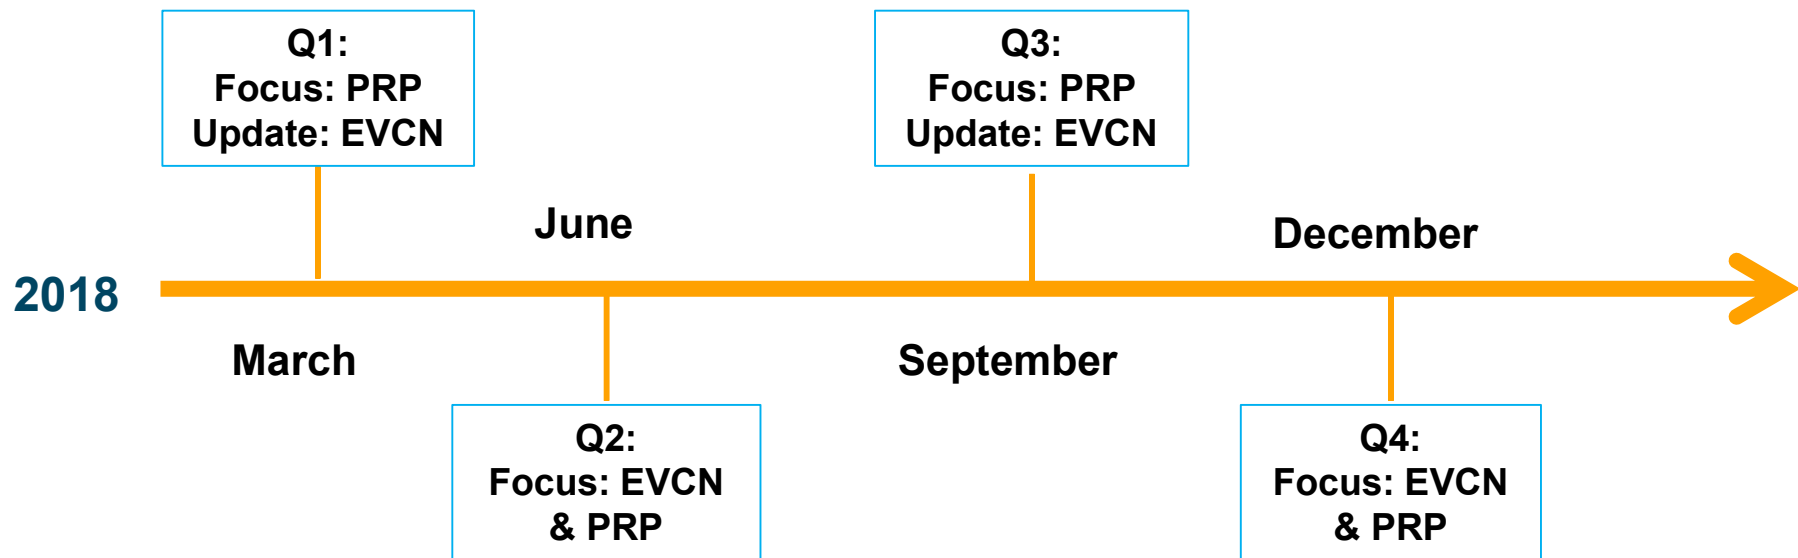 Q1:
Focus: PRP
Update: EVCN
Q3:
Focus: PRP
Update: EVCN
June
December
2018
March
September
Q2:
Focus: EVCN
& PRP
Q4:
Focus: EVCN
& PRP